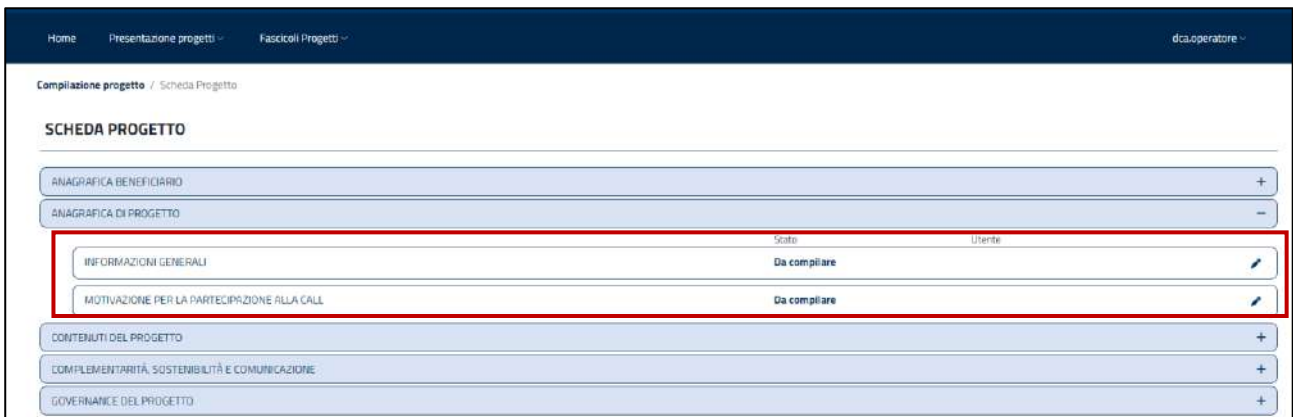 Home Presentazione progetti Fascicoli Progetti dca.operatore
Compilazione progetto / Scheda Progetto
SCHEDA PROGETTO
ANAGRAFICA BENEFICIARIO +
ANAGRAFICA DI PROGETTO −
Stato Utente
INFORMAZIONI GENERALI Da compilare
MOTIVAZIONE PER LA PARTECIPAZIONE ALLA CALL Da compilare
CONTENUTI DEL PROGETTO +
COMPLEMENTARITÀ, SOSTENIBILITÀ E COMUNICAZIONE +
GOVERNANCE DEL PROGETTO +